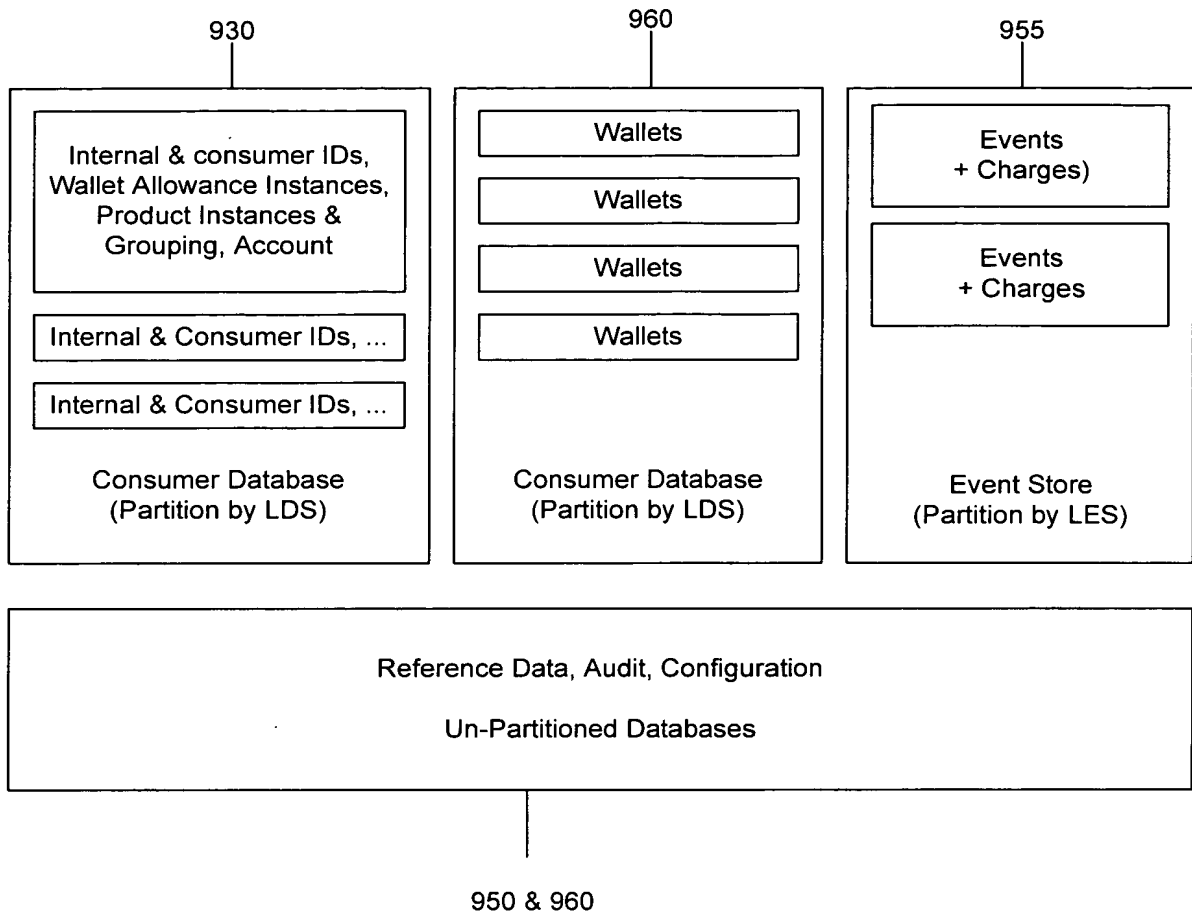 930
960
955
Internal & consumer IDs,
Wallet Allowance Instances,
Product Instances &
Grouping, Account
Internal & Consumer IDs, ...
Internal & Consumer IDs, ...
Consumer Database
(Partition by LDS)
Wallets
Wallets
Wallets
Wallets
Consumer Database
(Partition by LDS)
Events
+ Charges)
Events
+ Charges
Event Store
(Partition by LES)
Reference Data, Audit, Configuration
Un-Partitioned Databases
950 & 960